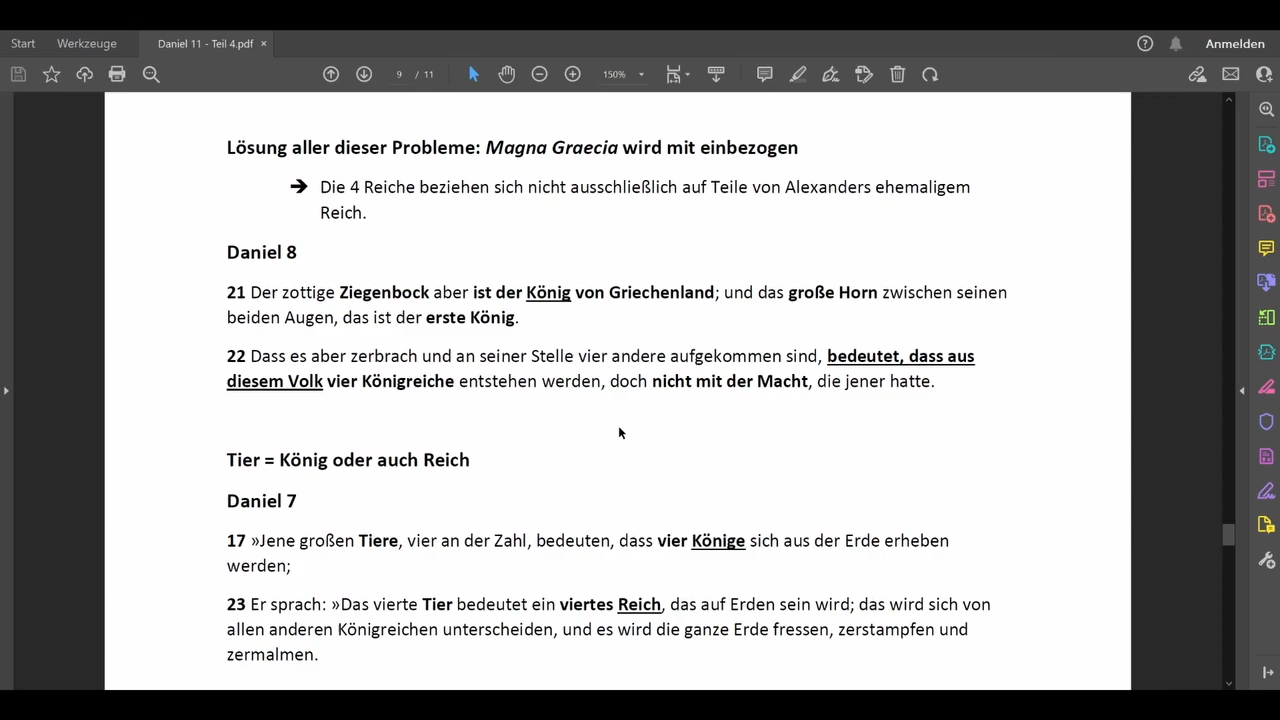 Start Werkzeuge Daniel 11 - Teil 4.pdf × Anmelden
9 / 11 150%
Lösung aller dieser Probleme: Magna Graecia wird mit einbezogen
➔ Die 4 Reiche beziehen sich nicht ausschließlich auf Teile von Alexanders ehemaligem
Reich.
Daniel 8
21 Der zottige Ziegenbock aber ist der König von Griechenland; und das große Horn zwischen seinen
beiden Augen, das ist der erste König.
22 Dass es aber zerbrach und an seiner Stelle vier andere aufgekommen sind, bedeutet, dass aus
diesem Volk vier Königreiche entstehen werden, doch nicht mit der Macht, die jener hatte.
Tier = König oder auch Reich
Daniel 7
17 »Jene großen Tiere, vier an der Zahl, bedeuten, dass vier Könige sich aus der Erde erheben
werden;
23 Er sprach: »Das vierte Tier bedeutet ein viertes Reich, das auf Erden sein wird; das wird sich von
allen anderen Königreichen unterscheiden, und es wird die ganze Erde fressen, zerstampfen und
zermalmen.